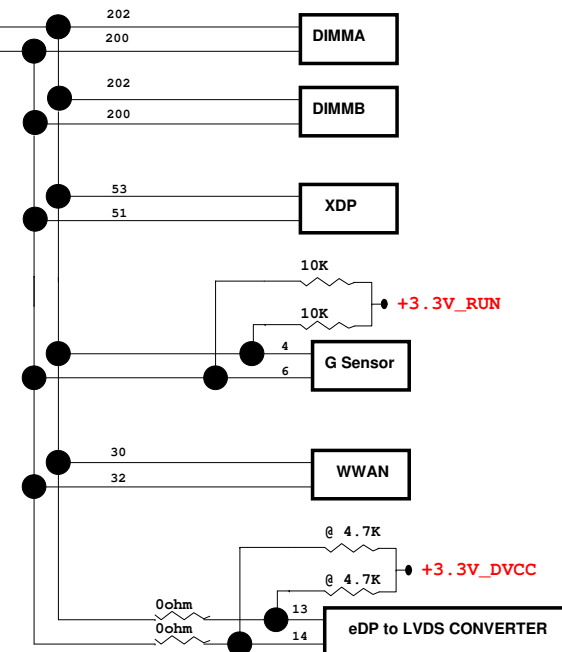 202
DIMMA
200
202
DIMMB
200
53
XDP
51
10K
+3.3V_RUN
10K
4
G Sensor
6
30
WWAN
32
@ 4.7K
+3.3V_DVCC
@ 4.7K
0ohm
13
eDP to LVDS CONVERTER
0ohm
14